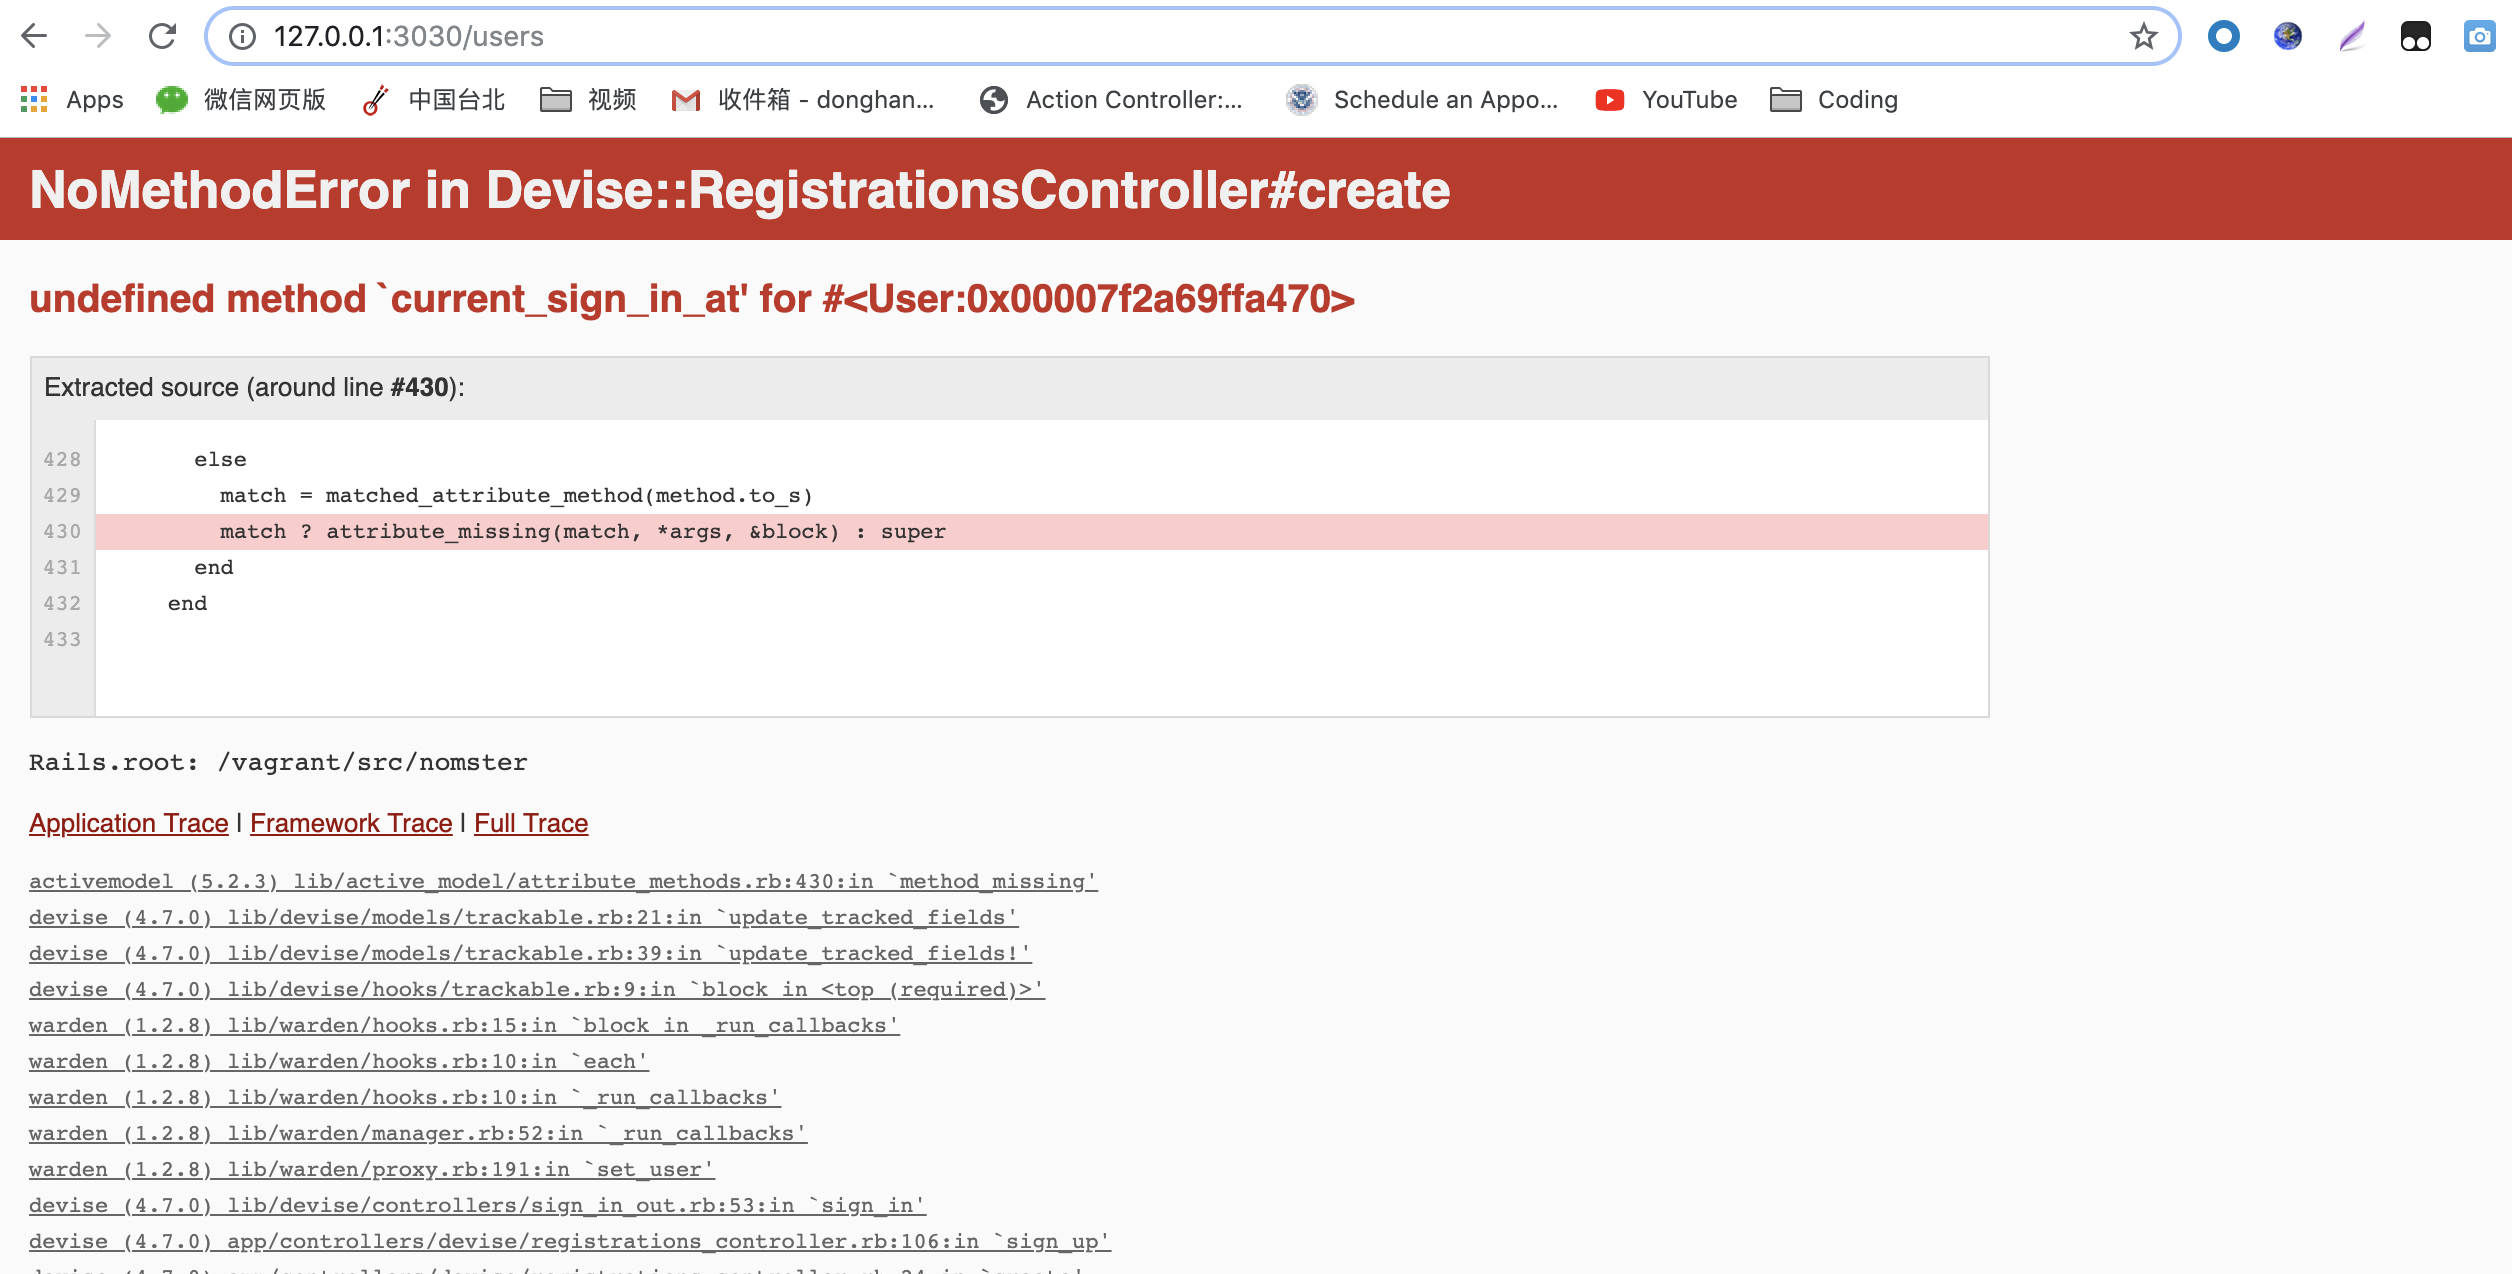 127.0.0.1:3030/users
Apps 微信网页版 中国台北 视频 收件箱 - donghan... Action Controller:... Schedule an Appo... YouTube Coding
NoMethodError in Devise::RegistrationsController#create
undefined method `current_sign_in_at' for #<User:0x00007f2a69ffa470>
Extracted source (around line #430):
428 else
429 match = matched_attribute_method(method.to_s)
430 match ? attribute_missing(match, *args, &block) : super
431 end
432 end
433
Rails.root: /vagrant/src/nomster
Application Trace | Framework Trace | Full Trace
activemodel (5.2.3) lib/active_model/attribute_methods.rb:430:in `method_missing'
devise (4.7.0) lib/devise/models/trackable.rb:21:in `update_tracked_fields'
devise (4.7.0) lib/devise/models/trackable.rb:39:in `update_tracked_fields!'
devise (4.7.0) lib/devise/hooks/trackable.rb:9:in `block in <top (required)>'
warden (1.2.8) lib/warden/hooks.rb:15:in `block in _run_callbacks'
warden (1.2.8) lib/warden/hooks.rb:10:in `each'
warden (1.2.8) lib/warden/hooks.rb:10:in `_run_callbacks'
warden (1.2.8) lib/warden/manager.rb:52:in `_run_callbacks'
warden (1.2.8) lib/warden/proxy.rb:191:in `set_user'
devise (4.7.0) lib/devise/controllers/sign_in_out.rb:53:in `sign_in'
devise (4.7.0) app/controllers/devise/registrations_controller.rb:106:in `sign_up'